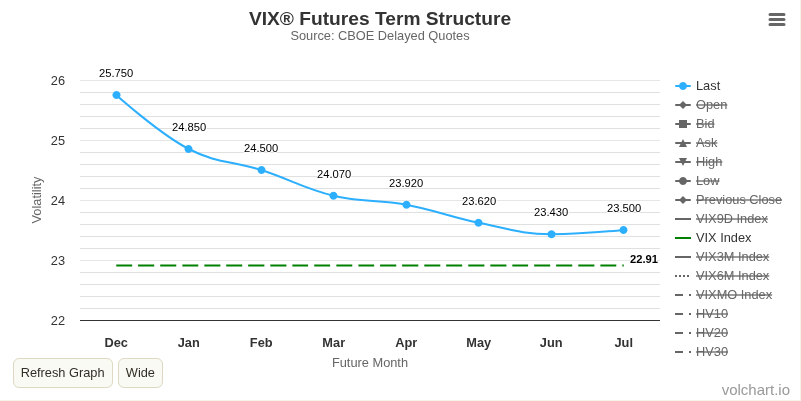 VIX® Futures Term Structure
Source: CBOE Delayed Quotes
Volatility
26
25
24
23
22
25.750
24.850
24.500
24.070
23.920
23.620
23.430
23.500
22.91
Dec
Jan
Feb
Mar
Apr
May
Jun
Jul
Future Month
Last
Open
Bid
Ask
High
Low
Previous Close
VIX9D Index
VIX Index
VIX3M Index
VIX6M Index
VIXMO Index
HV10
HV20
HV30
Refresh Graph
Wide
volchart.io